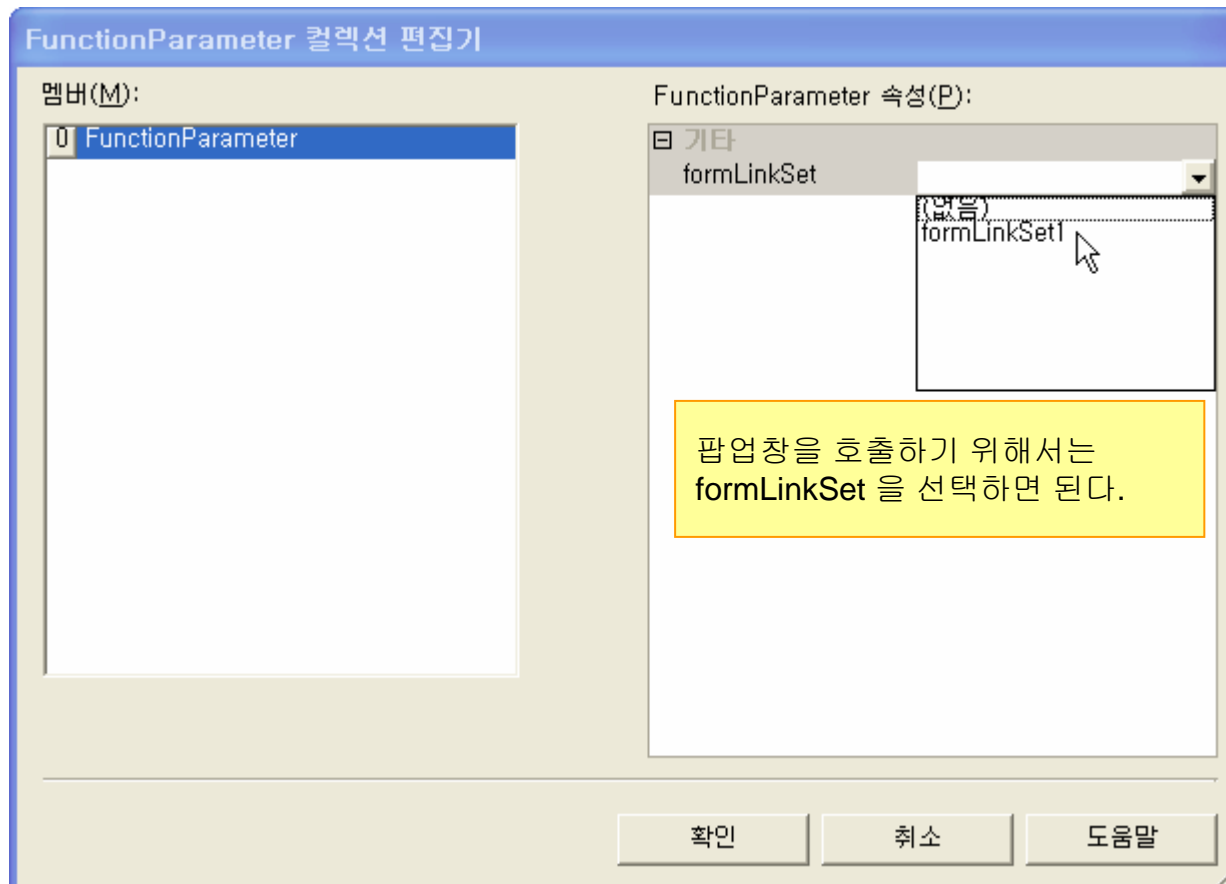 FunctionParameter 컬렉션 편집기
멤버(M):
0 FunctionParameter
FunctionParameter 속성(P):
기타
formLinkSet
(없음)
formLinkSet1
팝업창을 호출하기 위해서는
formLinkSet 을 선택하면 된다.
확인 취소 도움말